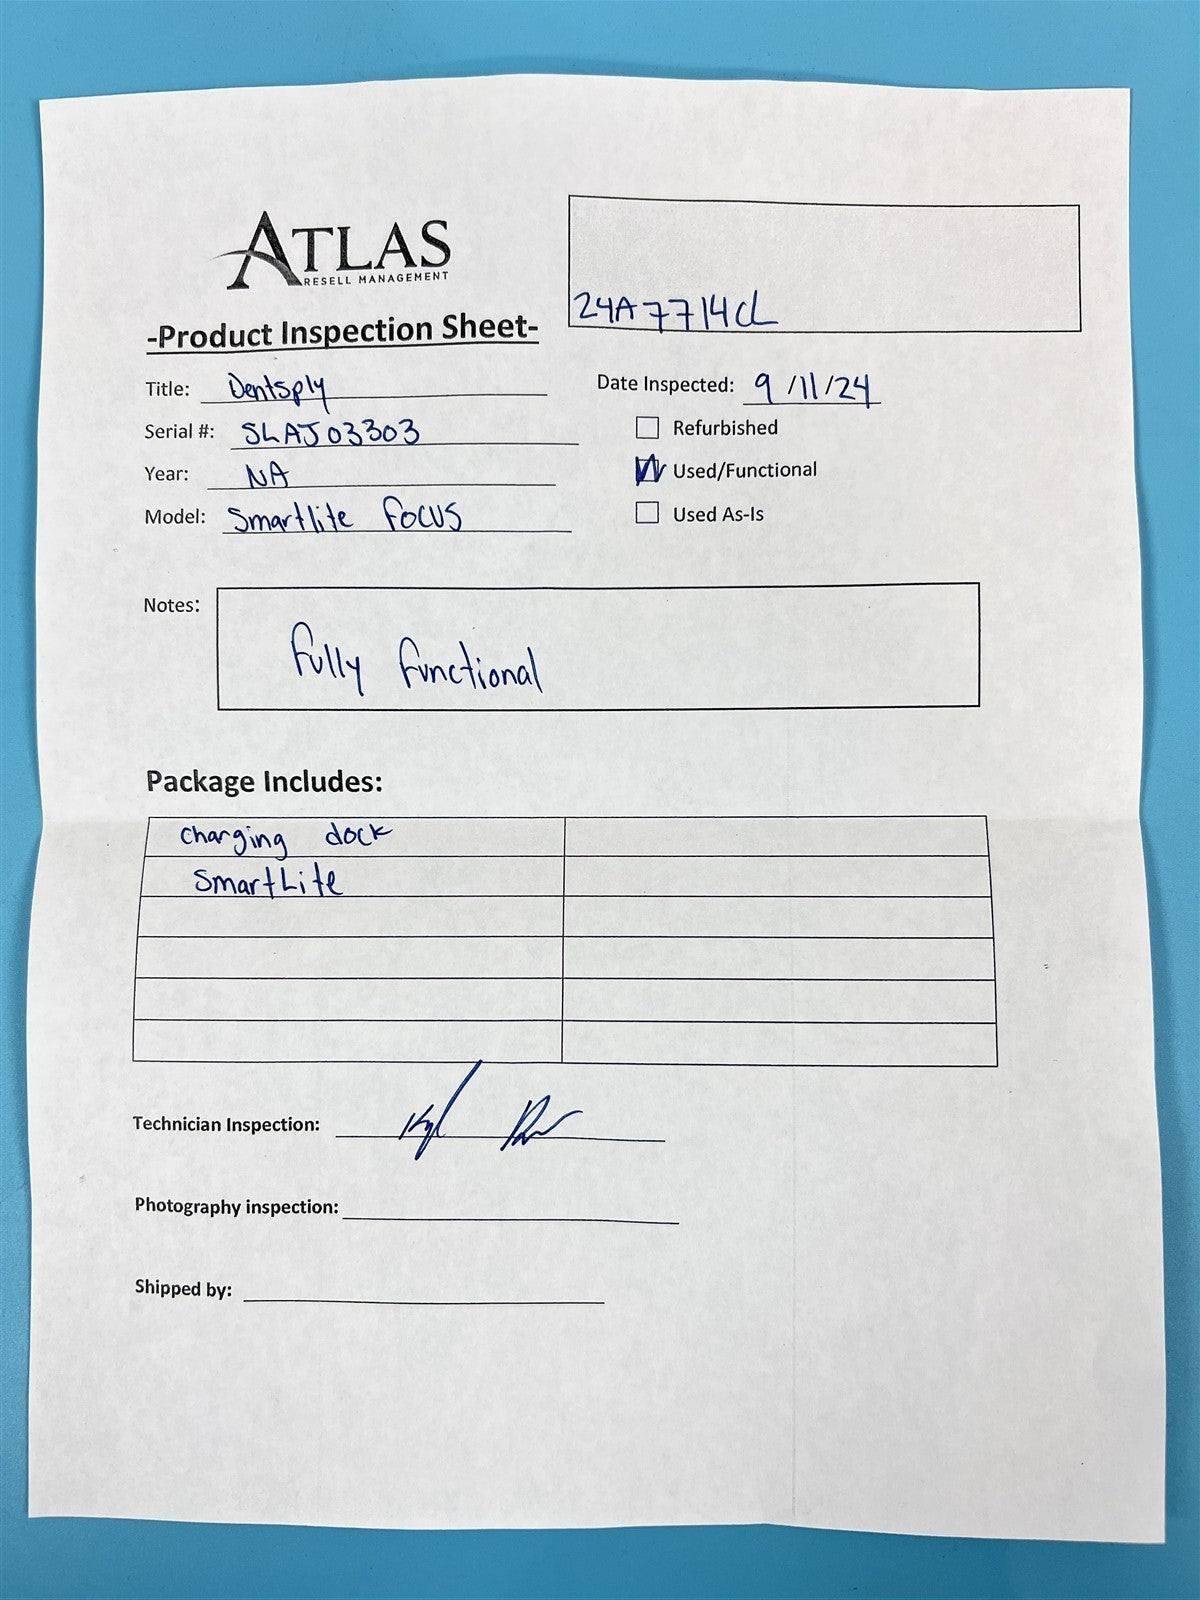 ATLAS
RESELL MANAGEMENT
24A7714CL
-Product Inspection Sheet-
Title: Dentsply
Date Inspected: 9/11/24
Serial #: SLAJ03303
Refurbished
Year: NA
Used/Functional
Model: Smartlite focus
Used As-Is
Notes:
fully functional
Package Includes:
charging dock
SmartLite
Technician Inspection:
Photography inspection:
Shipped by: